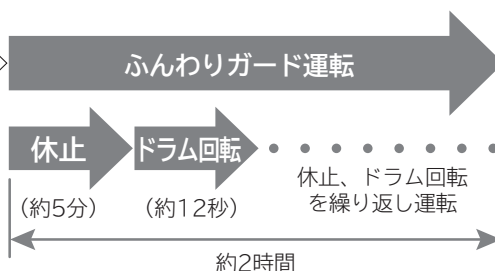 ふんわりガード運転
休止
ドラム回転
(約5分)
(約12秒)
休止、ドラム回転
を繰り返し運転
約2時間